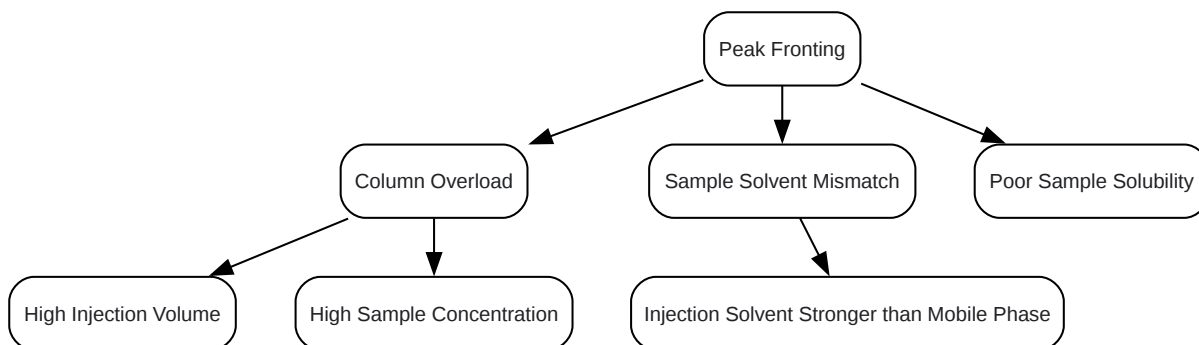 Peak Fronting
Column Overload
Sample Solvent Mismatch
Poor Sample Solubility
High Injection Volume
High Sample Concentration
Injection Solvent Stronger than Mobile Phase